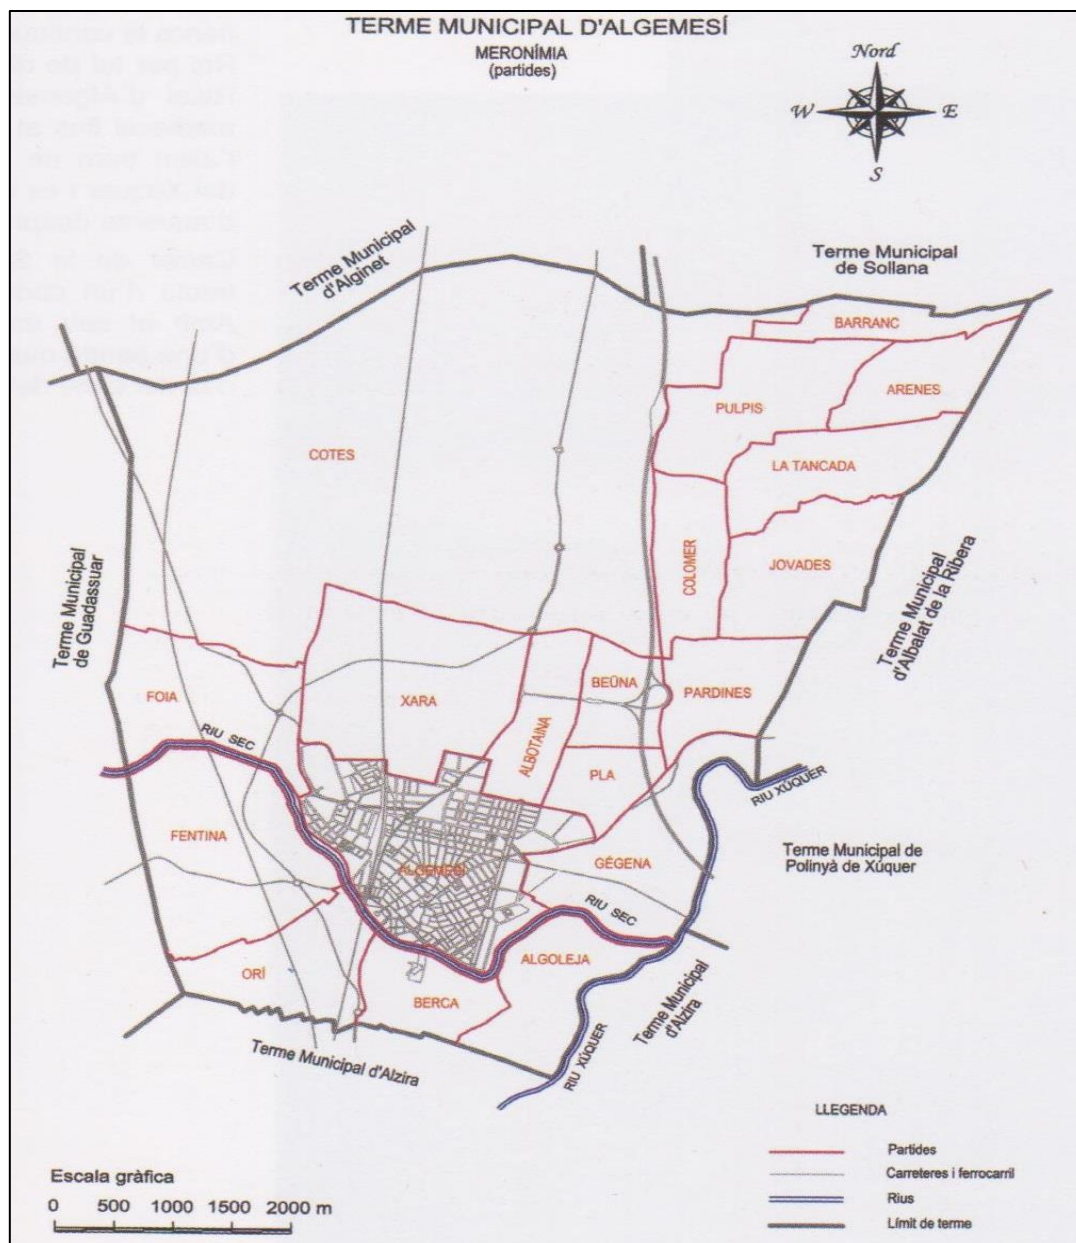 TERME MUNICIPAL D'ALGEMESÍ
MERONÍMIA
(partides)
Nord
W
E
S
Terme Municipal
d'Alginet
Terme Municipal
de Sollana
BARRANC
ARENES
PULPIS
COTES
LA TANCADA
COLOMER
JOVADES
Terme Municipal
de Guadassuar
Terme Municipal
d'Albalat de la Ribera
FOIA
XARA
BEÜNA
PARDINES
ALBOTAINA
RIU SEC
PLA
RIU XÚQUER
FENTINA
ALGEMESÍ
GÉGENA
Terme Municipal de
Polinyà de Xúquer
RIU SEC
ORÍ
BERCA
ALGOLEJA
Terme Municipal
d'Alzira
RIU XÚQUER
Terme Municipal d'Alzira
LLEGENDA
Partides
Carreteres i ferrocarril
Rius
Límit de terme
Escala gràfica
0 500 1000 1500 2000 m